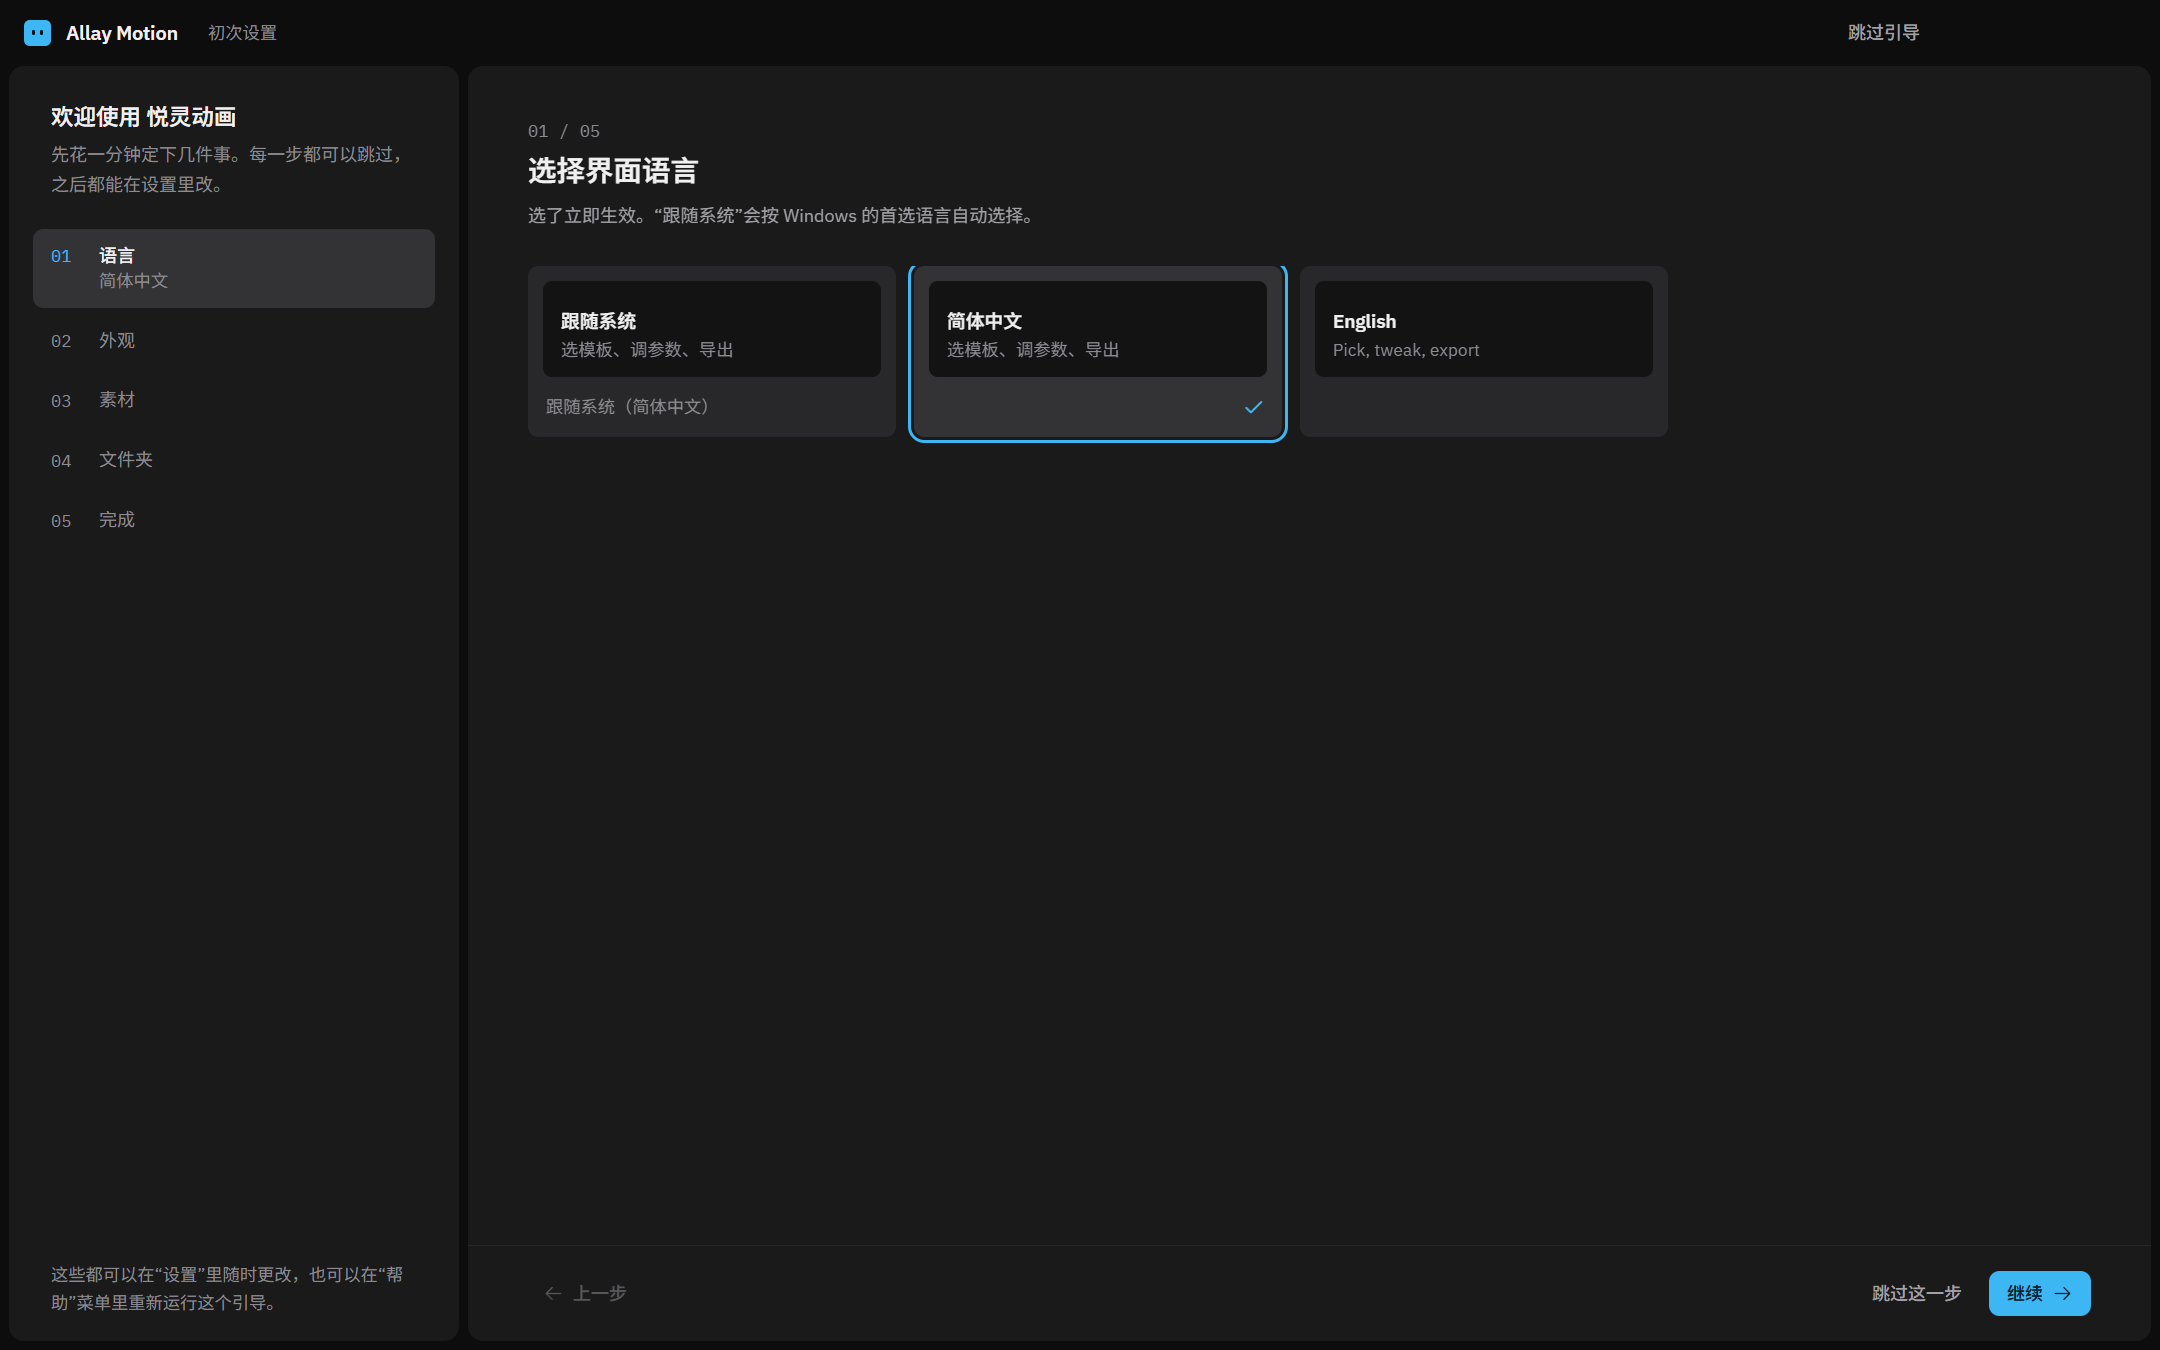 Allay Motion 初次设置 跳过引导
欢迎使用 悦灵动画
先花一分钟定下几件事。每一步都可以跳过，
之后都能在设置里改。
01 语言
简体中文
02 外观
03 素材
04 文件夹
05 完成
这些都可以在“设置”里随时更改，也可以在“帮
助”菜单里重新运行这个引导。
01 / 05
选择界面语言
选了立即生效。“跟随系统”会按 Windows 的首选语言自动选择。
跟随系统
选模板、调参数、导出
跟随系统（简体中文）
简体中文
选模板、调参数、导出
English
Pick, tweak, export
上一步
跳过这一步
继续